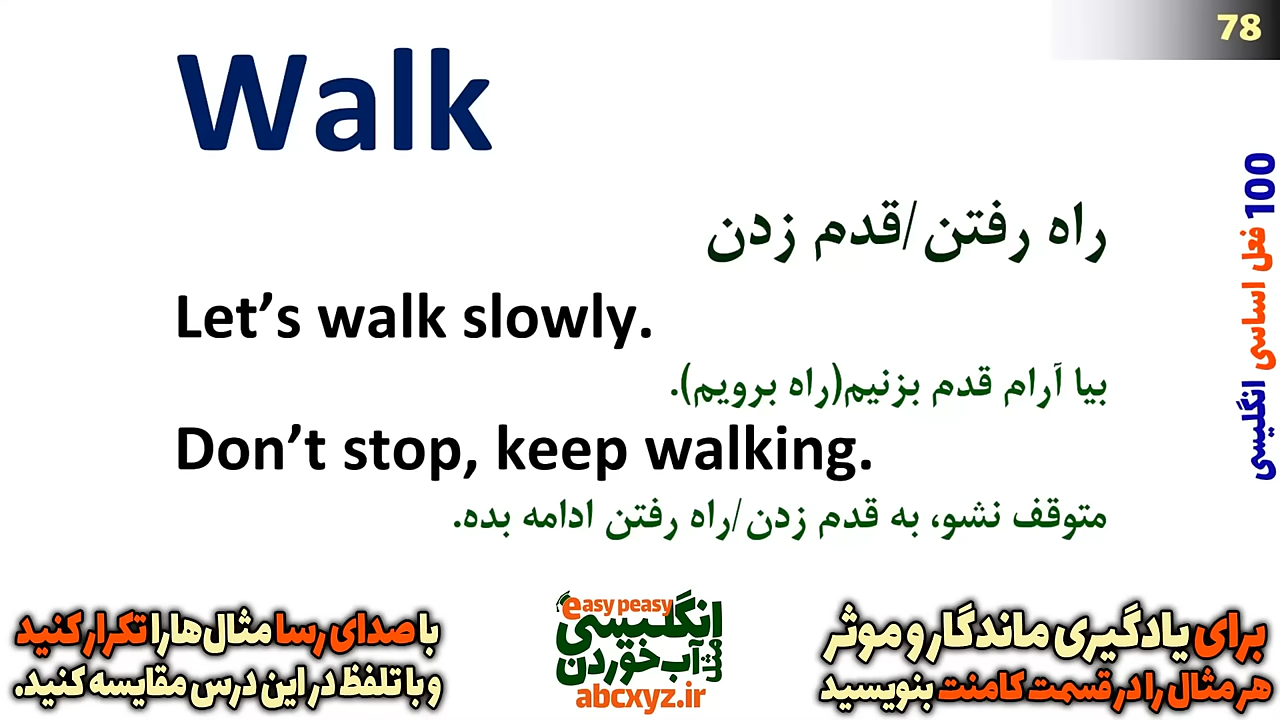 78
Walk
راه رفتن/قدم زدن
Let’s walk slowly.
بیا آرام قدم بزنیم(راه برویم).
Don’t stop, keep walking.
متوقف نشو، به قدم زدن/راه رفتن ادامه بده.
100 فعل اساسی انگلیسی
برای یادگیری ماندگار و موثر
هر مثال را در قسمت کامنت بنویسید
easy peasy
انگلیسی
مثل آب خوردن
abcxyz.ir
با صدای رسا مثال‌ها را تکرار کنید
و با تلفظ در این درس مقایسه کنید.